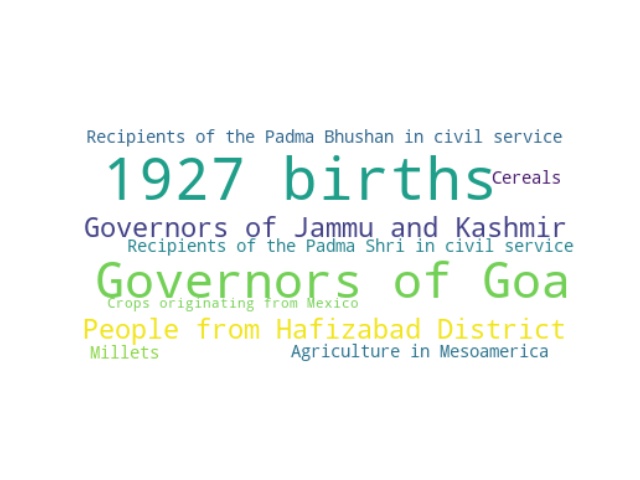 Recipients of the Padma Bhushan in civil service
1927 births
Cereals
Governors of Jammu and Kashmir
Recipients of the Padma Shri in civil service
Governors of Goa
Crops originating from Mexico
People from Hafizabad District
Millets
Agriculture in Mesoamerica